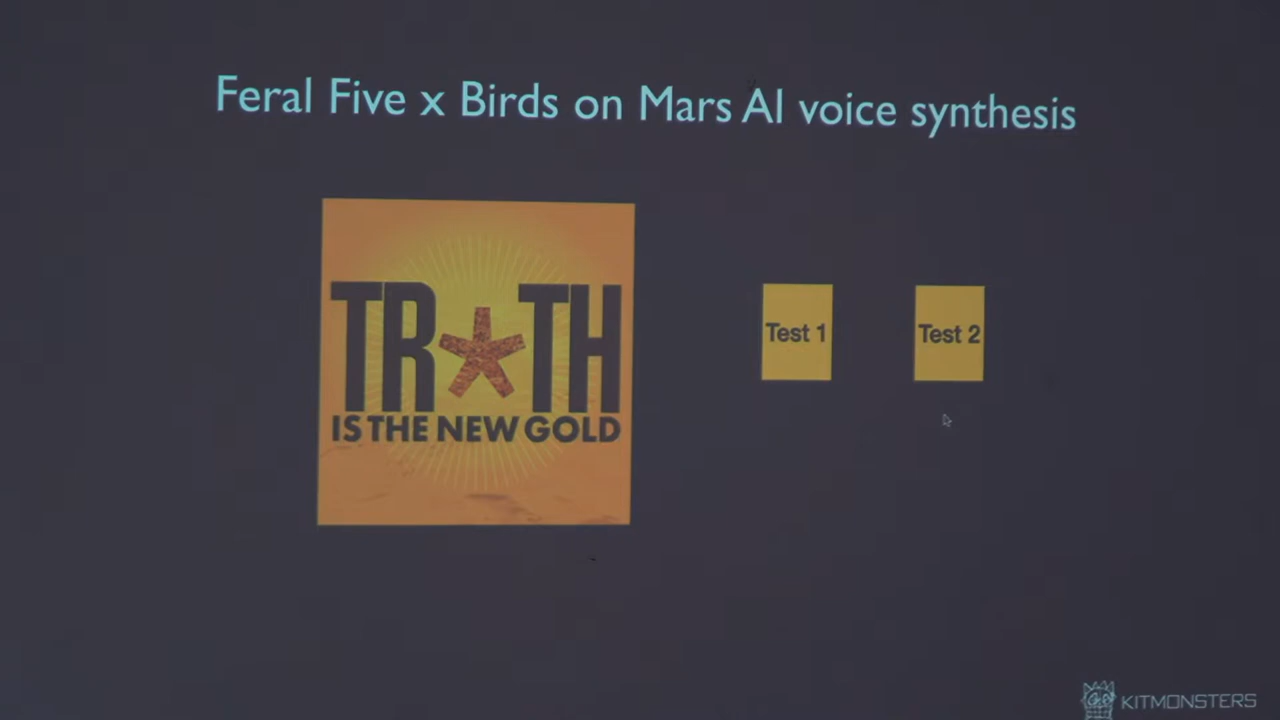 Feral Five x Birds on Mars AI voice synthesis
TR*TH
IS THE NEW GOLD
Test 1
Test 2
KITMONSTERS